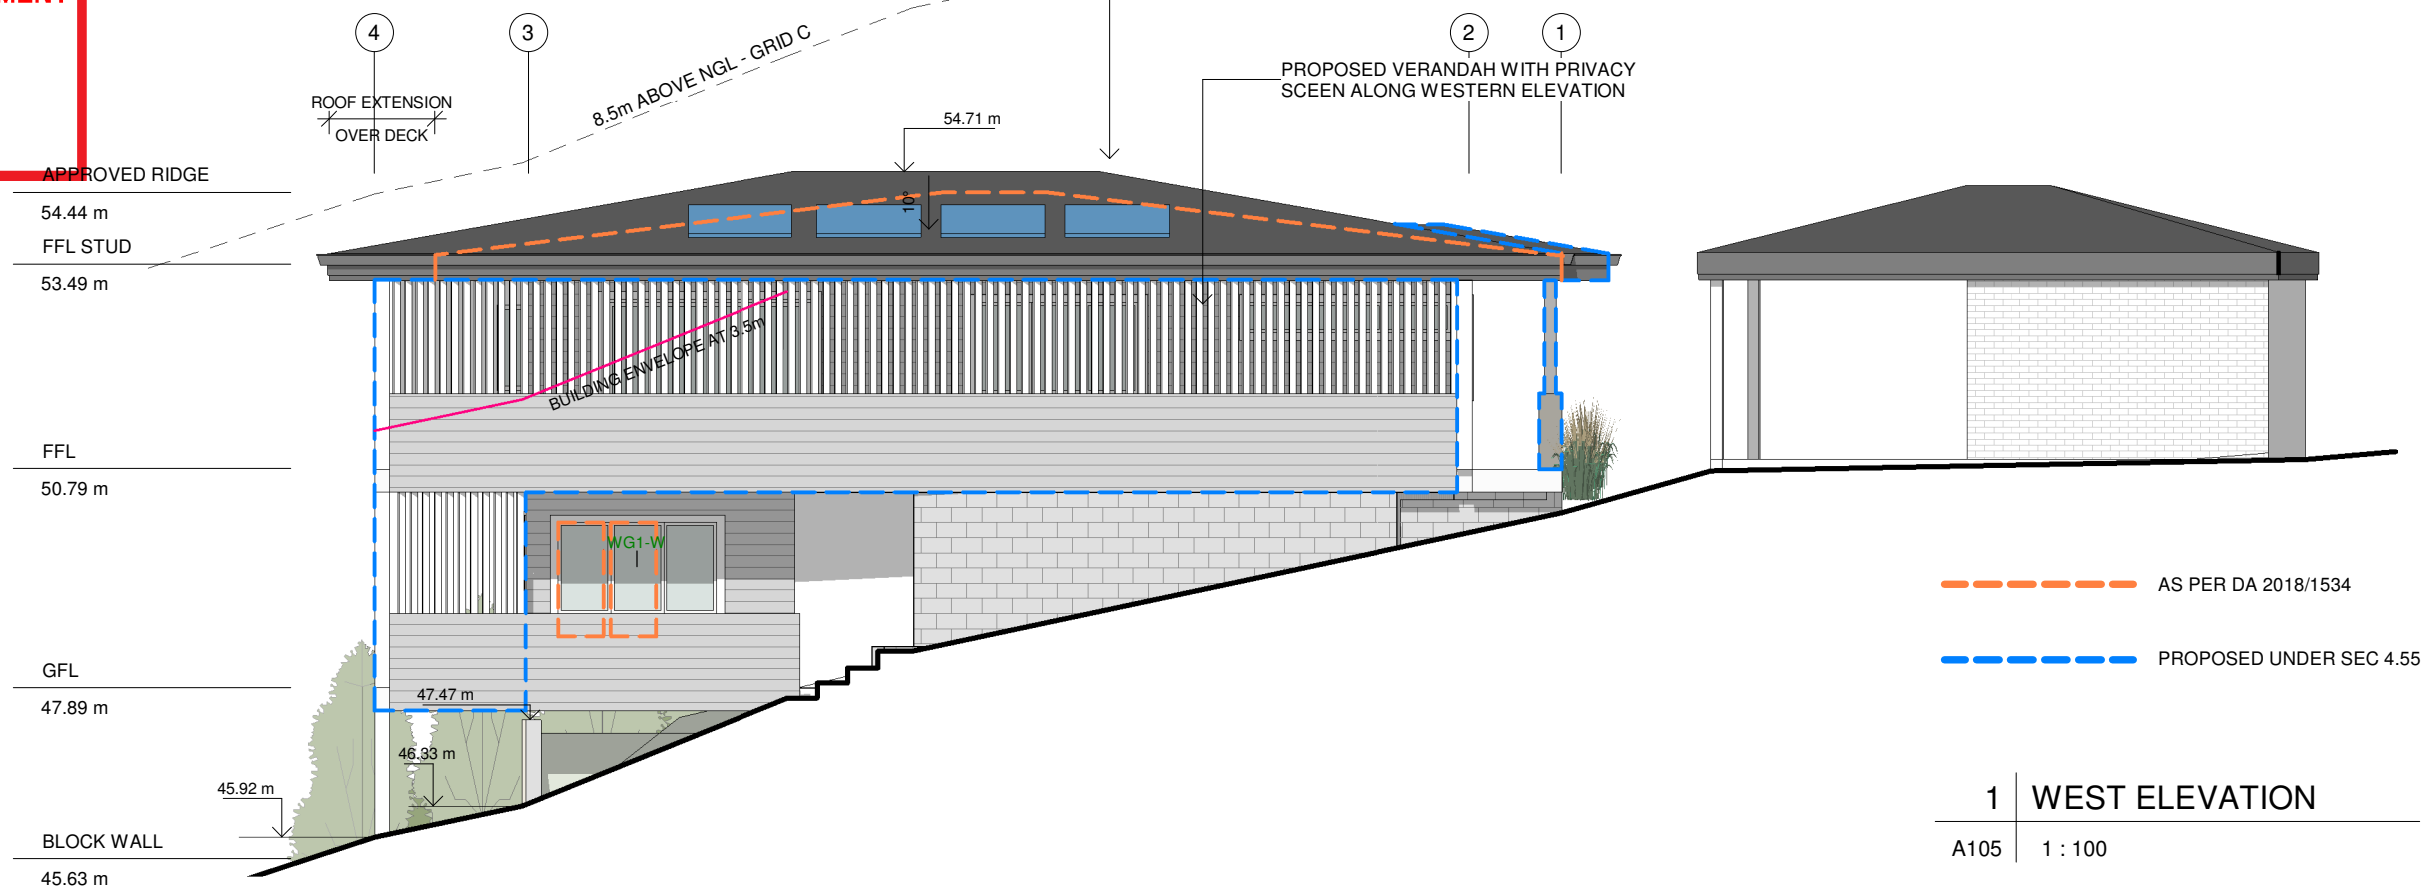 MENT
4
3
2
1
8.5m ABOVE NGL - GRID C
PROPOSED VERANDAH WITH PRIVACY
SCEEN ALONG WESTERN ELEVATION
ROOF EXTENSION
OVER DECK
54.71 m
APPROVED RIDGE
54.44 m
10°
FFL STUD
53.49 m
BUILDING ENVELOPE AT 3.5m
FFL
50.79 m
WG1-W
AS PER DA 2018/1534
PROPOSED UNDER SEC 4.55
GFL
47.89 m
47.47 m
46.33 m
45.92 m
BLOCK WALL
45.63 m
1 WEST ELEVATION
A105 1 : 100